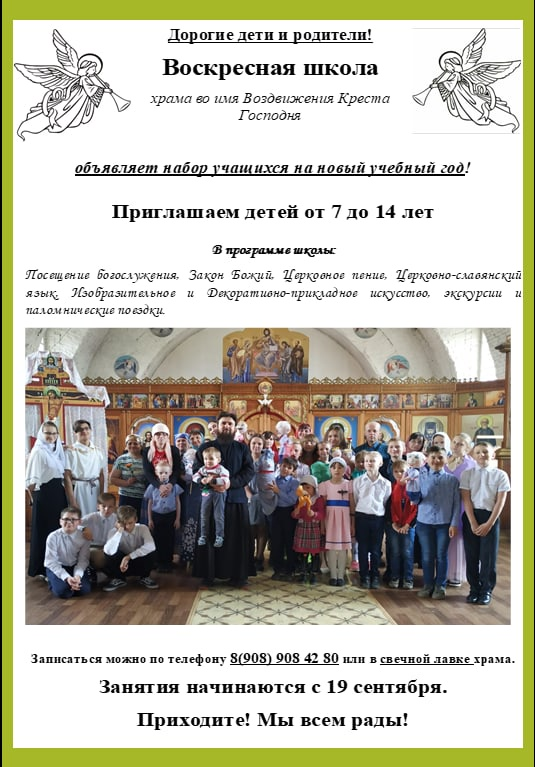 Дорогие дети и родители!
Воскресная школа
храма во имя Воздвижения Креста
Господня
объявляет набор учащихся на новый учебный год!
Приглашаем детей от 7 до 14 лет
В программе школы:
Посещение богослужения, Закон Божий, Церковное пение, Церковно-славянский
язык, Изобразительное и Декоративно-прикладное искусство, экскурсии и
паломнические поездки.
Записаться можно по телефону 8(908) 908 42 80 или в свечной лавке храма.
Занятия начинаются с 19 сентября.
Приходите! Мы всем рады!